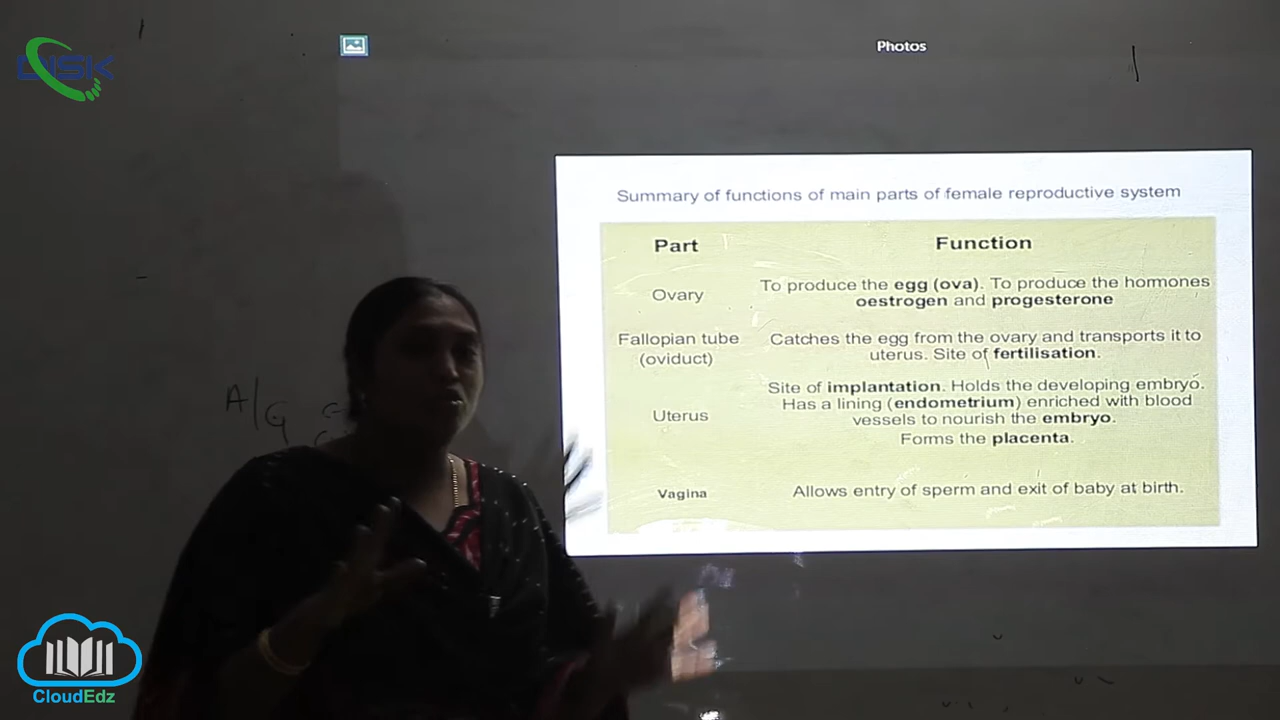 DISK
Photos
Summary of functions of main parts of female reproductive system
Part
Function
Ovary
To produce the egg (ova). To produce the hormones
oestrogen and progesterone
Fallopian tube
(oviduct)
Catches the egg from the ovary and transports it to
uterus. Site of fertilisation.
Uterus
Site of implantation. Holds the developing embryo.
Has a lining (endometrium) enriched with blood
vessels to nourish the embryo.
Forms the placenta.
Vagina
Allows entry of sperm and exit of baby at birth.
A/G
CloudEdz